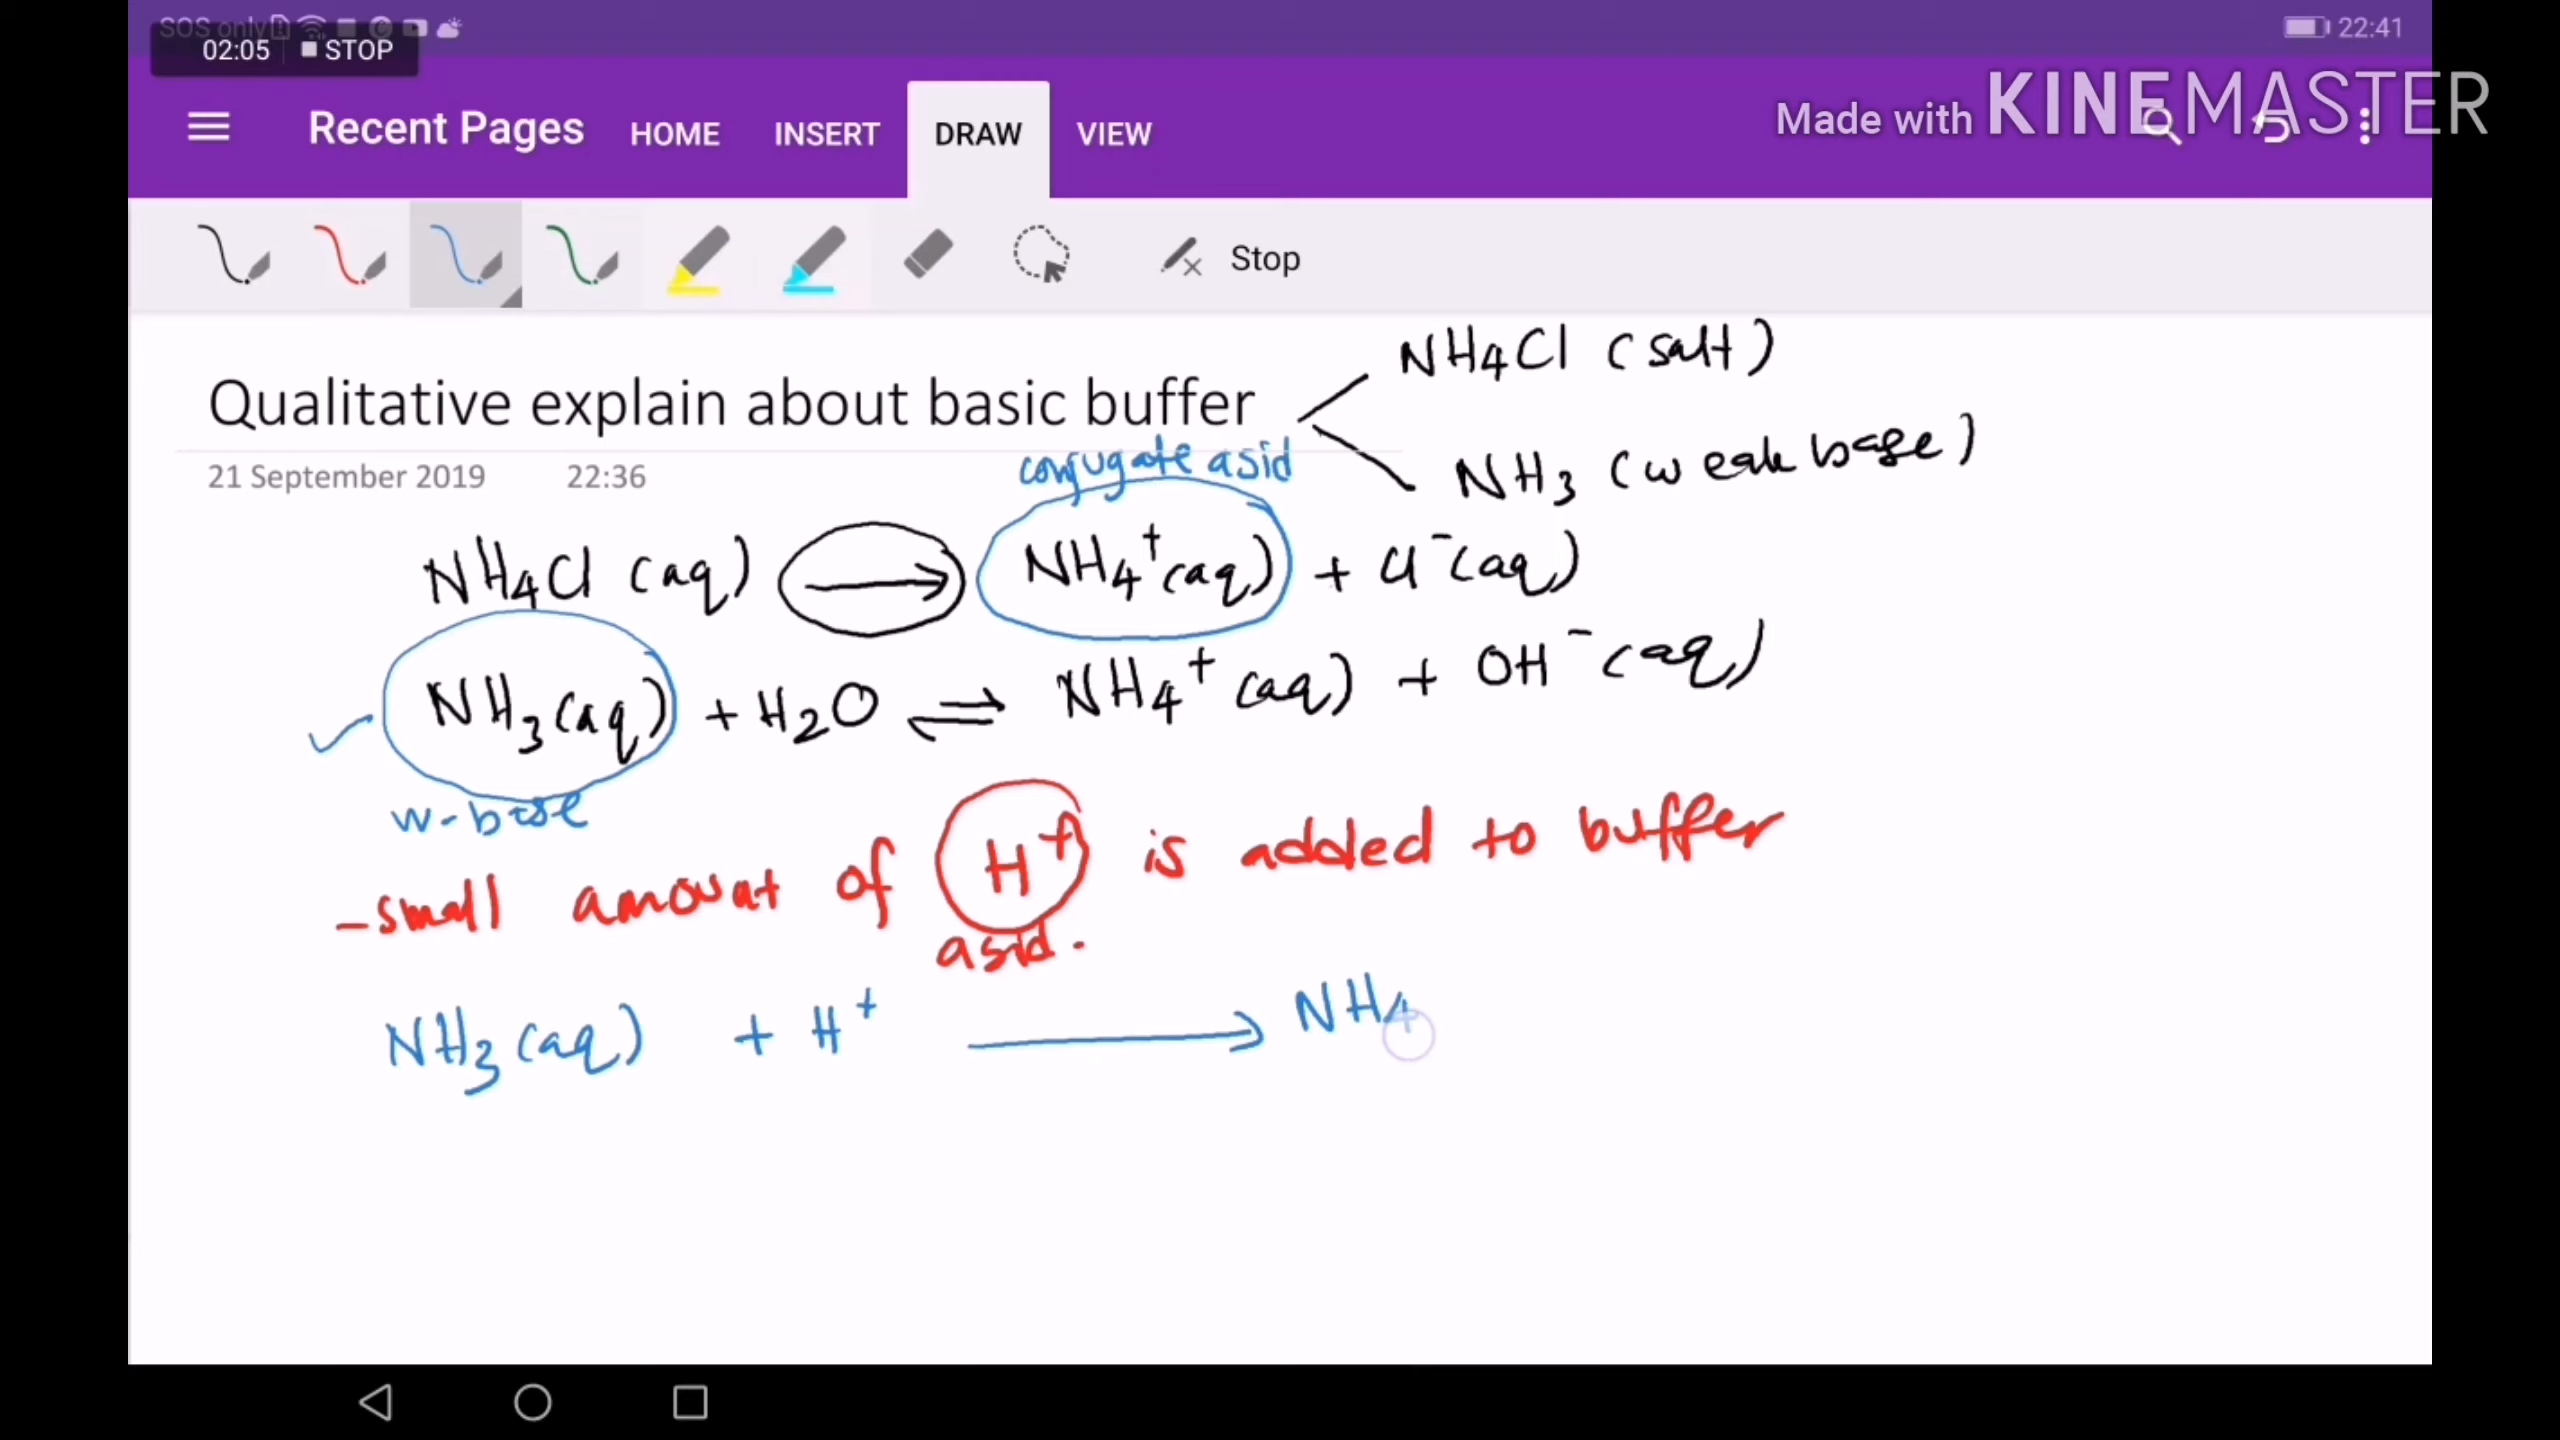 SOS only 22:41
02:05 STOP
Made with KINEMASTER
Recent Pages HOME INSERT DRAW VIEW
Stop
NH4Cl (salt)
Qualitative explain about basic buffer
NH3 (weak base)
21 September 2019 22:36
conjugate asid
NH4Cl (aq) → NH4+(aq) + Cl-(aq)
NH3(aq) + H2O ⇌ NH4+(aq) + OH-(aq)
w-base
-small amount of H+ is added to buffer
asid.
NH3(aq) + H+ → NH4